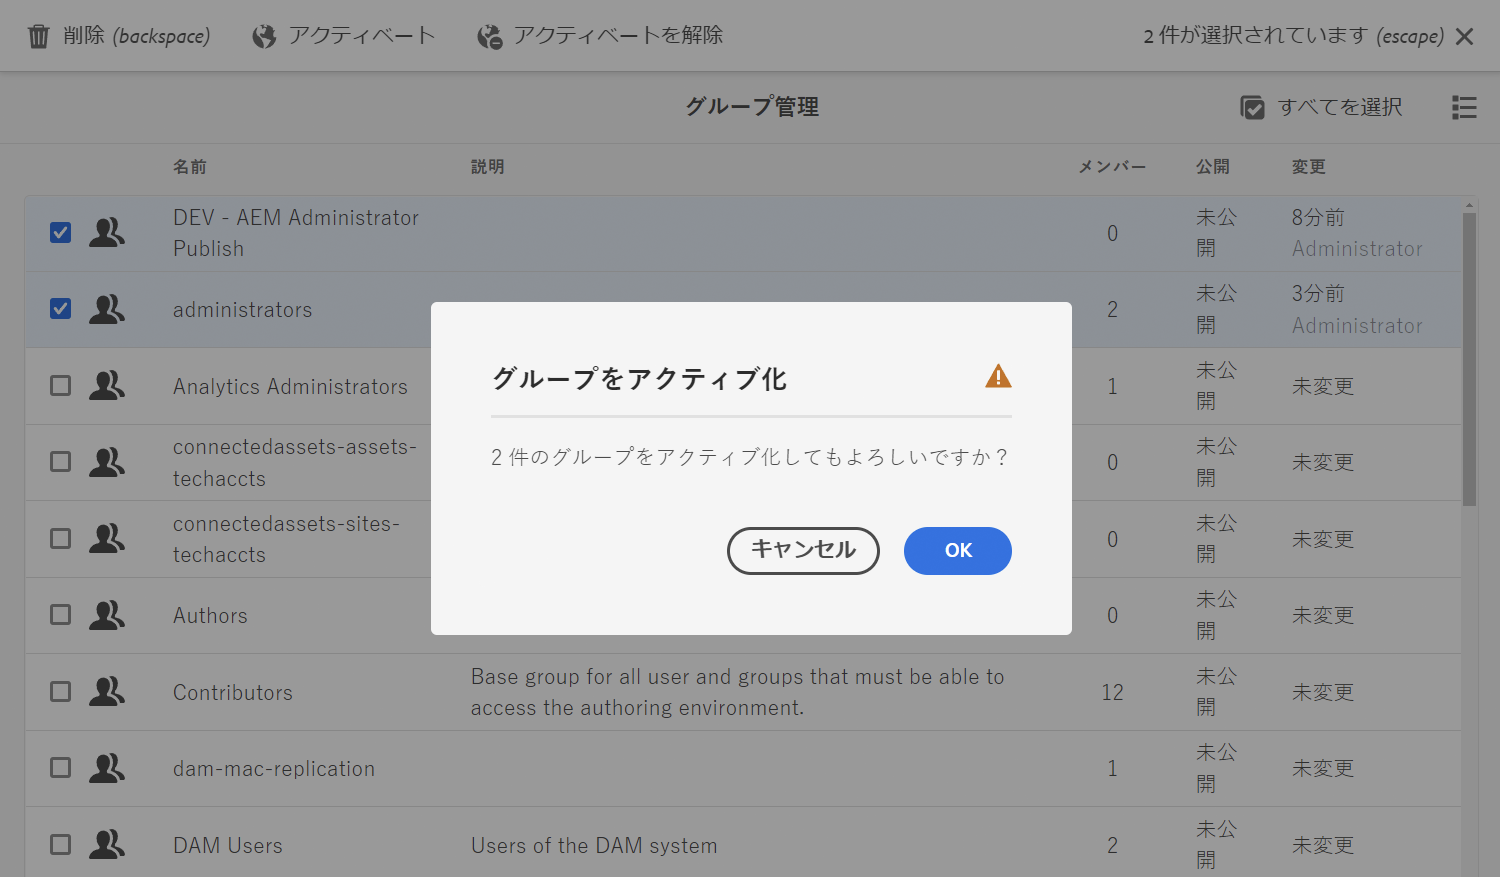 削除 (backspace) アクティベート アクティベートを解除 2 件が選択されています (escape)
グループ管理 すべてを選択
名前 説明 メンバー 公開 変更
DEV - AEM Administrator
Publish
0
未公
開
8分前
Administrator
administrators
2
未公
開
3分前
Administrator
グループをアクティブ化
2 件のグループをアクティブ化してもよろしいですか？
キャンセル OK
Analytics Administrators
1
未公
開
未変更
connectedassets-assets-
techaccts
0
未公
開
未変更
connectedassets-sites-
techaccts
0
未公
開
未変更
Authors
0
未公
開
未変更
Contributors
Base group for all user and groups that must be able to
access the authoring environment.
12
未公
開
未変更
dam-mac-replication
1
未公
開
未変更
DAM Users
Users of the DAM system
2
未公
開
未変更